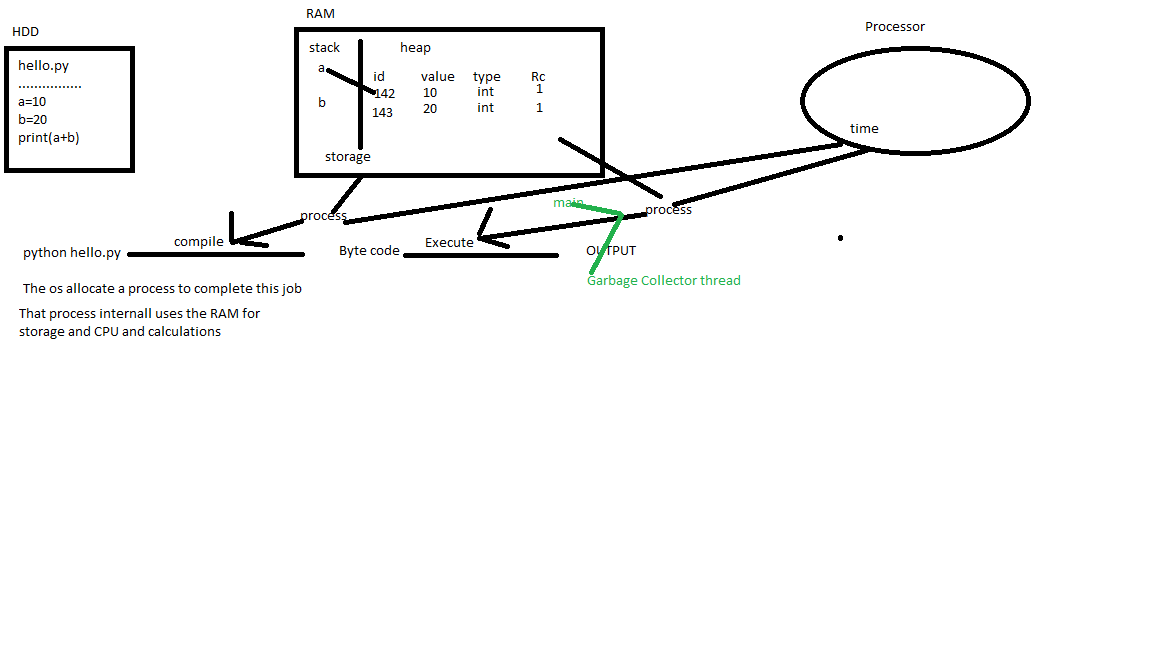 HDD
hello.py
................
a=10
b=20
print(a+b)
RAM
stack heap
a
b
id value type Rc
142 10 int 1
143 20 int 1
storage
Processor
time
process
main
process
python hello.py
compile
Byte code
Execute
OUTPUT
Garbage Collector thread
The os allocate a process to complete this job
That process internall uses the RAM for
storage and CPU and calculations